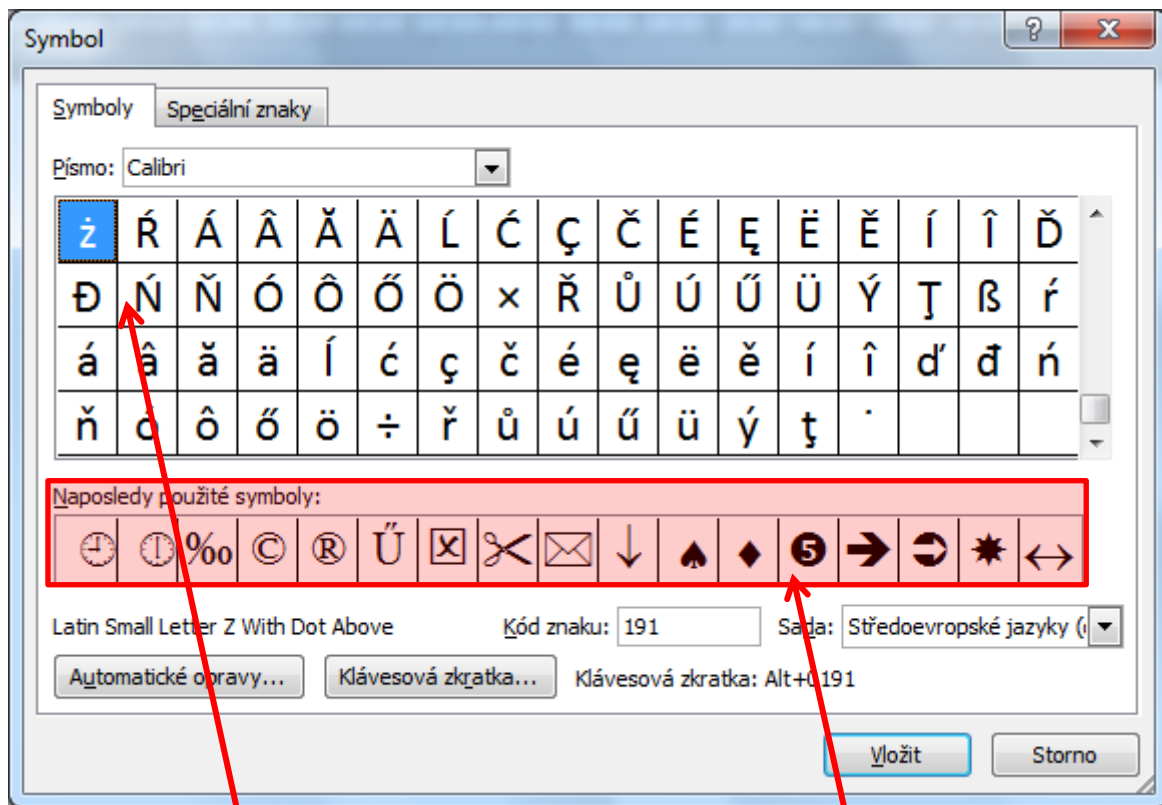 Symbol
Symboly Speciální znaky
Písmo: Calibri
ż Ŕ Á Â Ă Ä Ĺ Ć Ç Č É Ę Ë Ě Í Î Ď
Đ Ń Ň Ó Ô Ő Ö × Ř Ů Ú Ű Ü Ý Ţ ß ŕ
á â ă ä ĺ ć ç č é ę ë ě í î ď đ ń
ň ó ô ő ö ÷ ř ů ú ű ü ý ţ ˙
Naposledy použité symboly:
🕘 🕕 ‰ © ® Ű ☒ ✂ ✉ ↓ ♠ ♦ ❺ ➔ ➲ ✷ ↔
Latin Small Letter Z With Dot Above Kód znaku: 191 Sada: Středoevropské jazyky (
Automatické opravy... Klávesová zkratka... Klávesová zkratka: Alt+0191
Vložit Storno